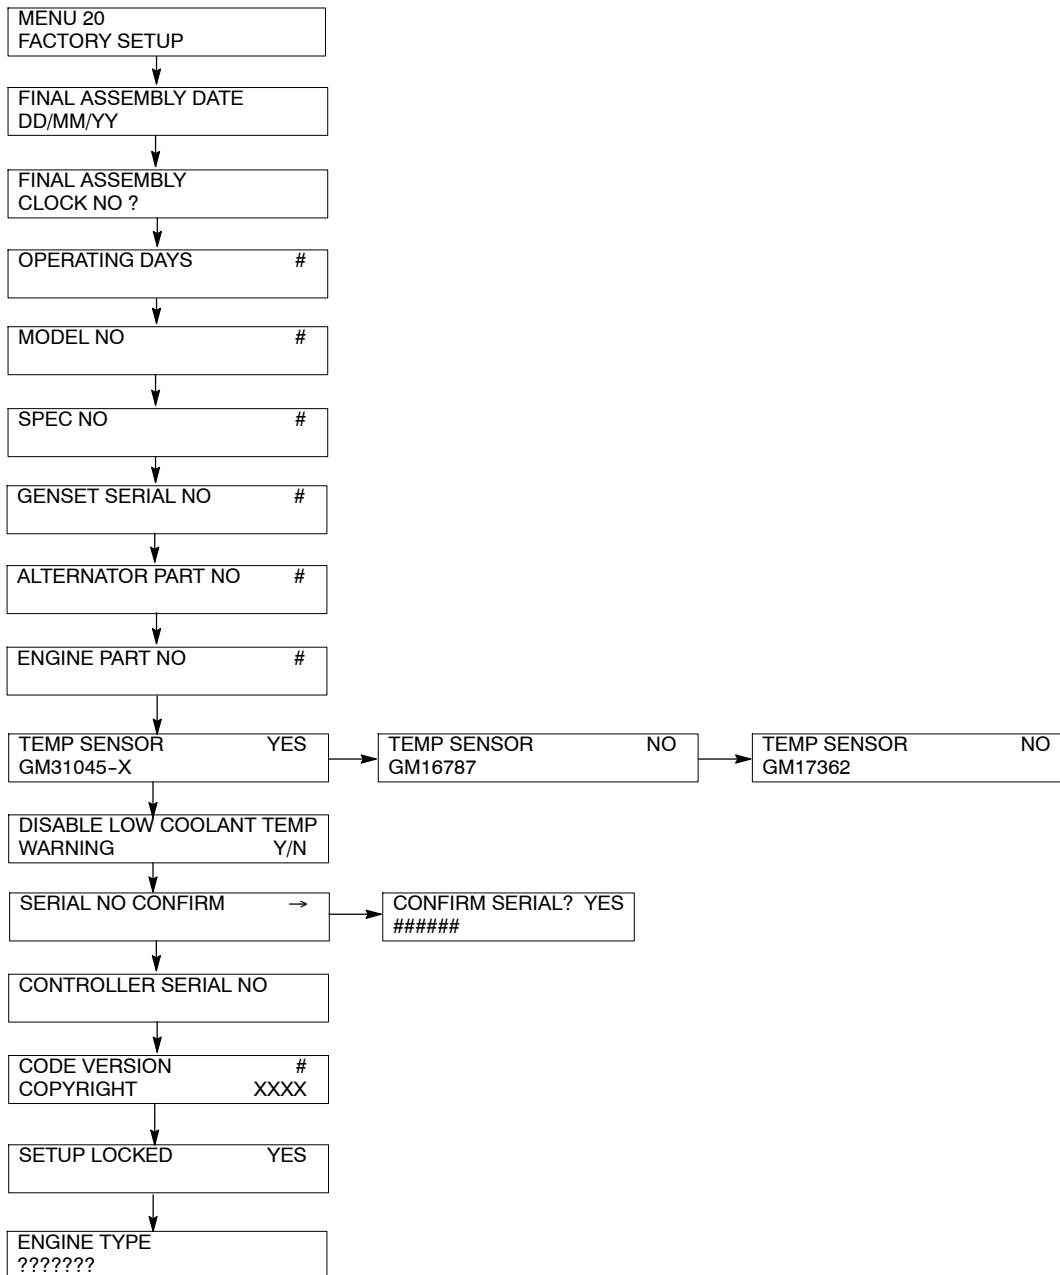 MENU 20
FACTORY SETUP
FINAL ASSEMBLY DATE
DD/MM/YY
FINAL ASSEMBLY
CLOCK NO ?
OPERATING DAYS #
MODEL NO #
SPEC NO #
GENSET SERIAL NO #
ALTERNATOR PART NO #
ENGINE PART NO #
TEMP SENSOR YES
GM31045-X
TEMP SENSOR NO
GM16787
TEMP SENSOR NO
GM17362
DISABLE LOW COOLANT TEMP
WARNING Y/N
SERIAL NO CONFIRM →
CONFIRM SERIAL? YES
######
CONTROLLER SERIAL NO
CODE VERSION #
COPYRIGHT XXXX
SETUP LOCKED YES
ENGINE TYPE
???????